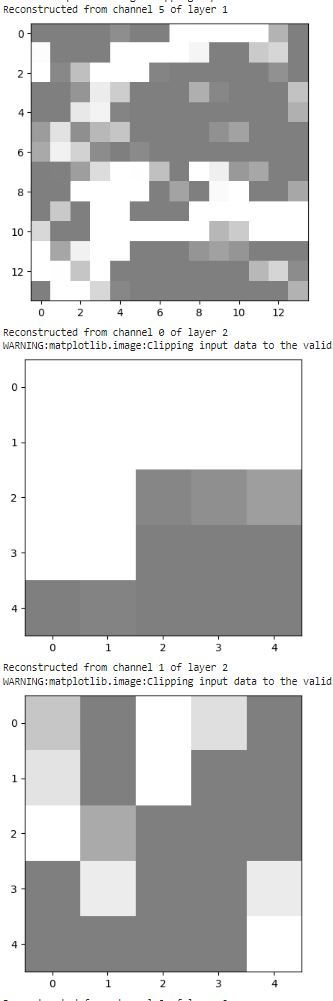 Reconstructed from channel 5 of layer 1
0
2
4
6
8
10
12
0 2 4 6 8 10 12
Reconstructed from channel 0 of layer 2
WARNING:matplotlib.image:Clipping input data to the valid
0
1
2
3
4
0 1 2 3 4
Reconstructed from channel 1 of layer 2
WARNING:matplotlib.image:Clipping input data to the valid
0
1
2
3
4
0 1 2 3 4